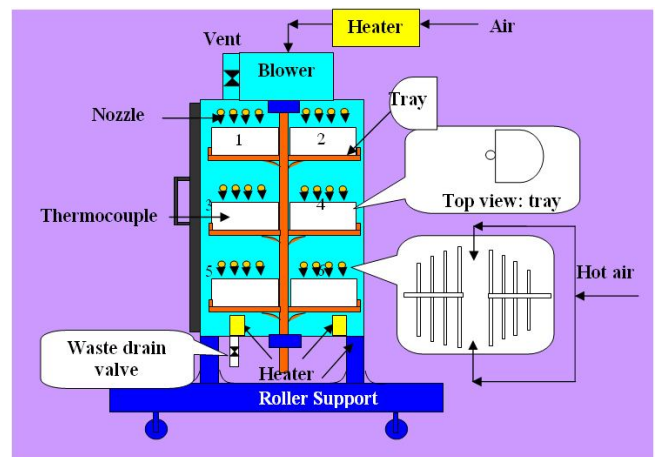 Heater
Air
Vent
Blower
Nozzle
Tray
1
2
Top view: tray
Thermocouple
3
4
Hot air
5
6
Waste drain
valve
Heater
Roller Support